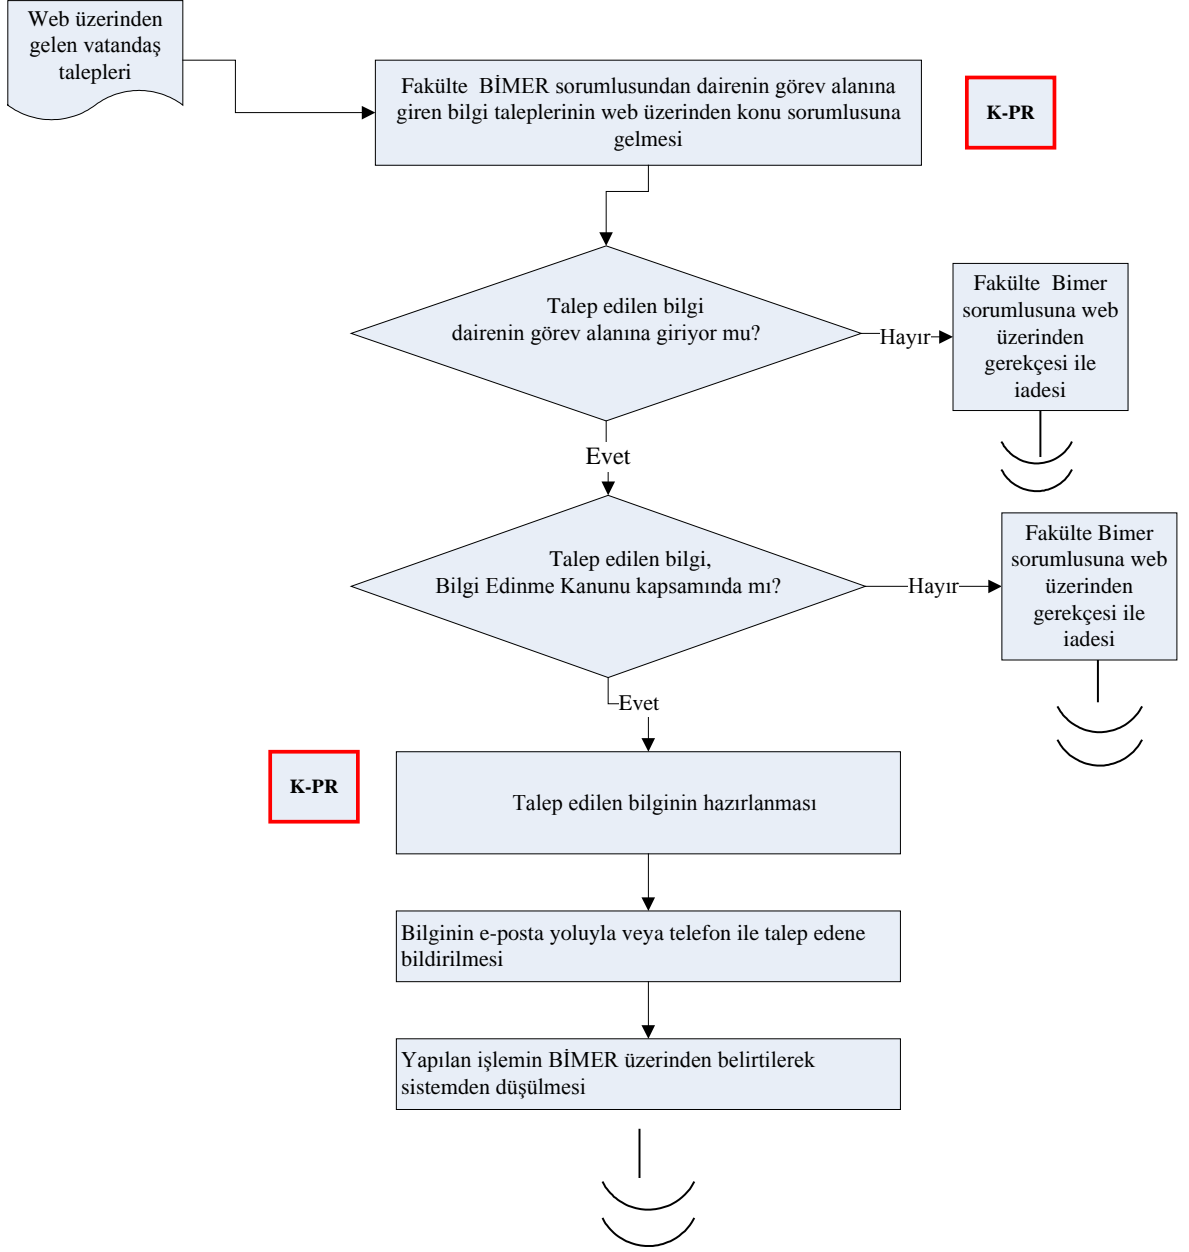 Web üzerinden
gelen vatandaş
talepleri
Fakülte BİMER sorumlusundan dairenin görev alanına
giren bilgi taleplerinin web üzerinden konu sorumlusuna
gelmesi
K-PR
Talep edilen bilgi
dairenin görev alanına giriyor mu?
Hayır
Fakülte Bimer
sorumlusuna web
üzerinden
gerekçesi ile
iadesi
Evet
Talep edilen bilgi,
Bilgi Edinme Kanunu kapsamında mı?
Hayır
Fakülte Bimer
sorumlusuna web
üzerinden
gerekçesi ile
iadesi
Evet
K-PR
Talep edilen bilginin hazırlanması
Bilginin e-posta yoluyla veya telefon ile talep edene
bildirilmesi
Yapılan işlemin BİMER üzerinden belirtilerek
sistemden düşülmesi